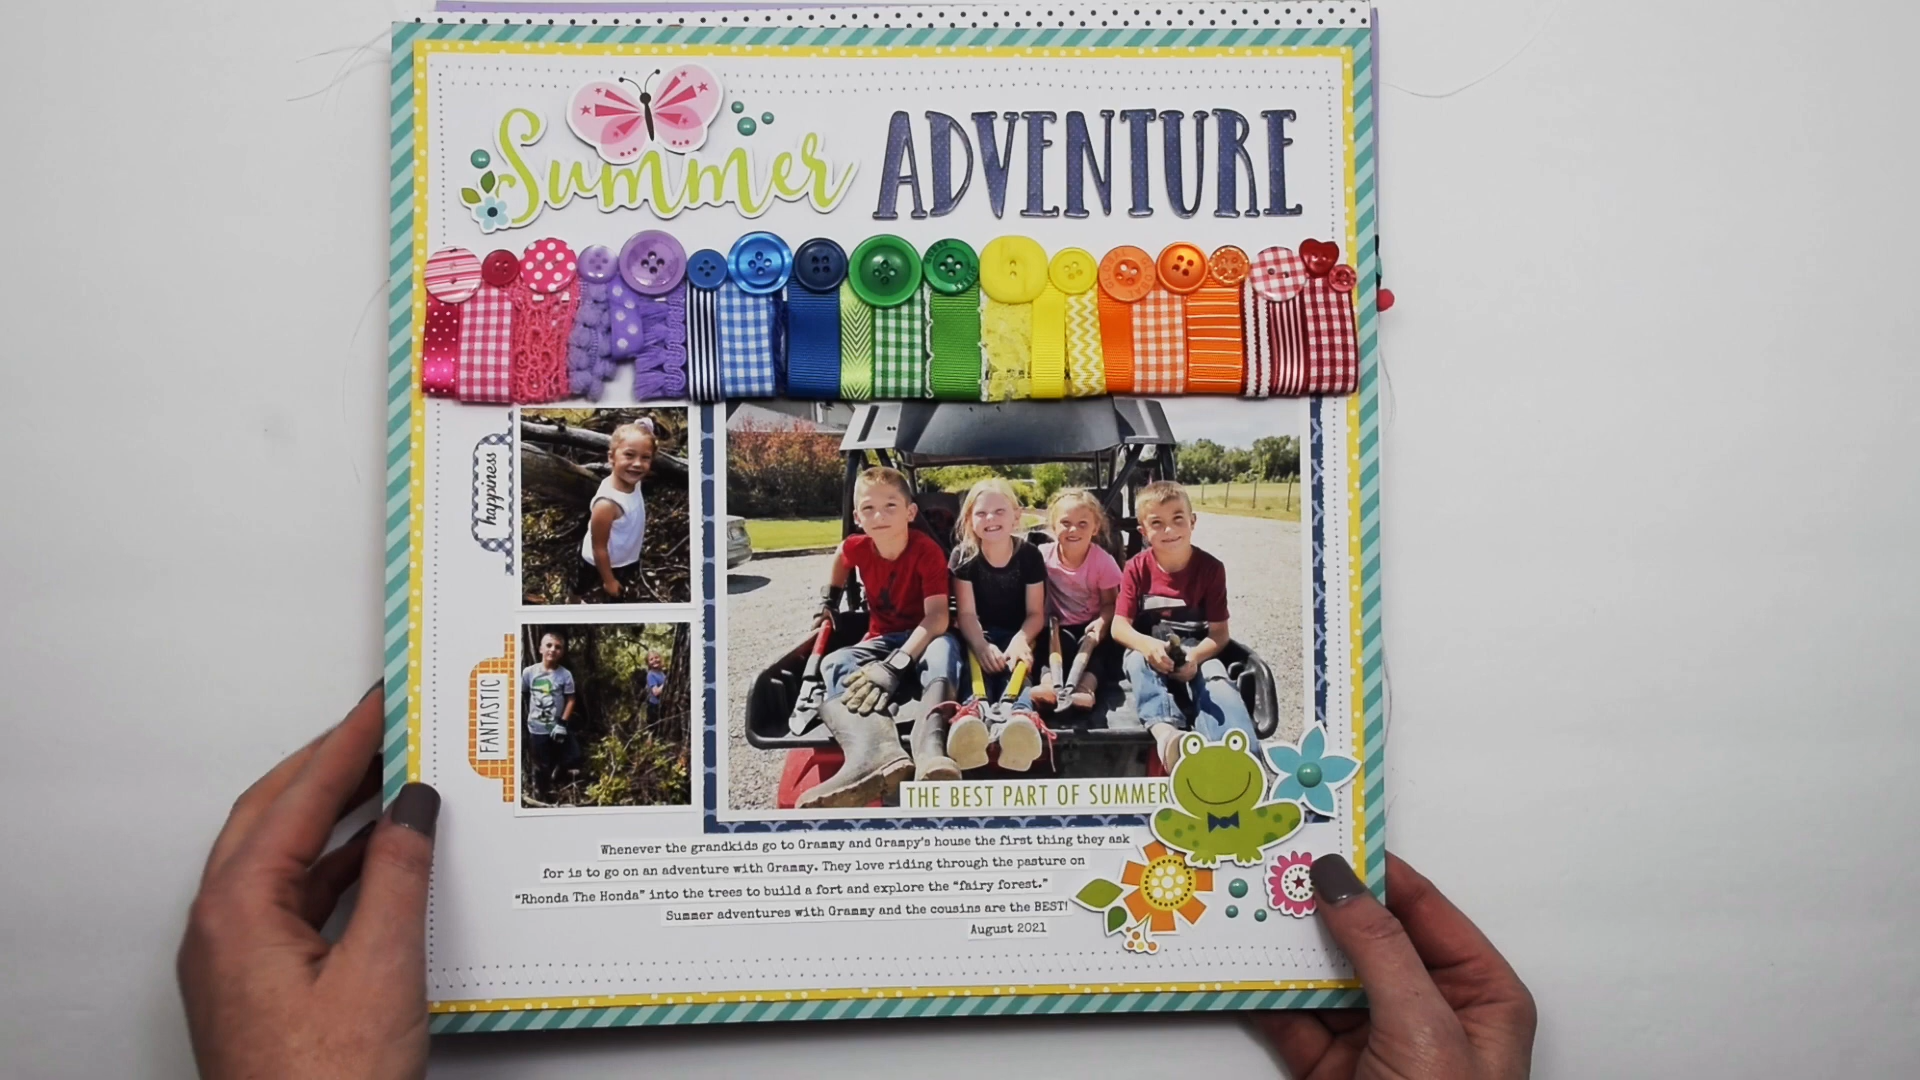 Summer ADVENTURE
happiness
FANTASTIC
THE BEST PART OF SUMMER
Whenever the grandkids go to Grammy and Grampy's house the first thing they ask
for is to go on an adventure with Grammy. They love riding through the pasture on
"Rhonda The Honda" into the trees to build a fort and explore the "fairy forest."
Summer adventures with Grammy and the cousins are the BEST!
August 2021